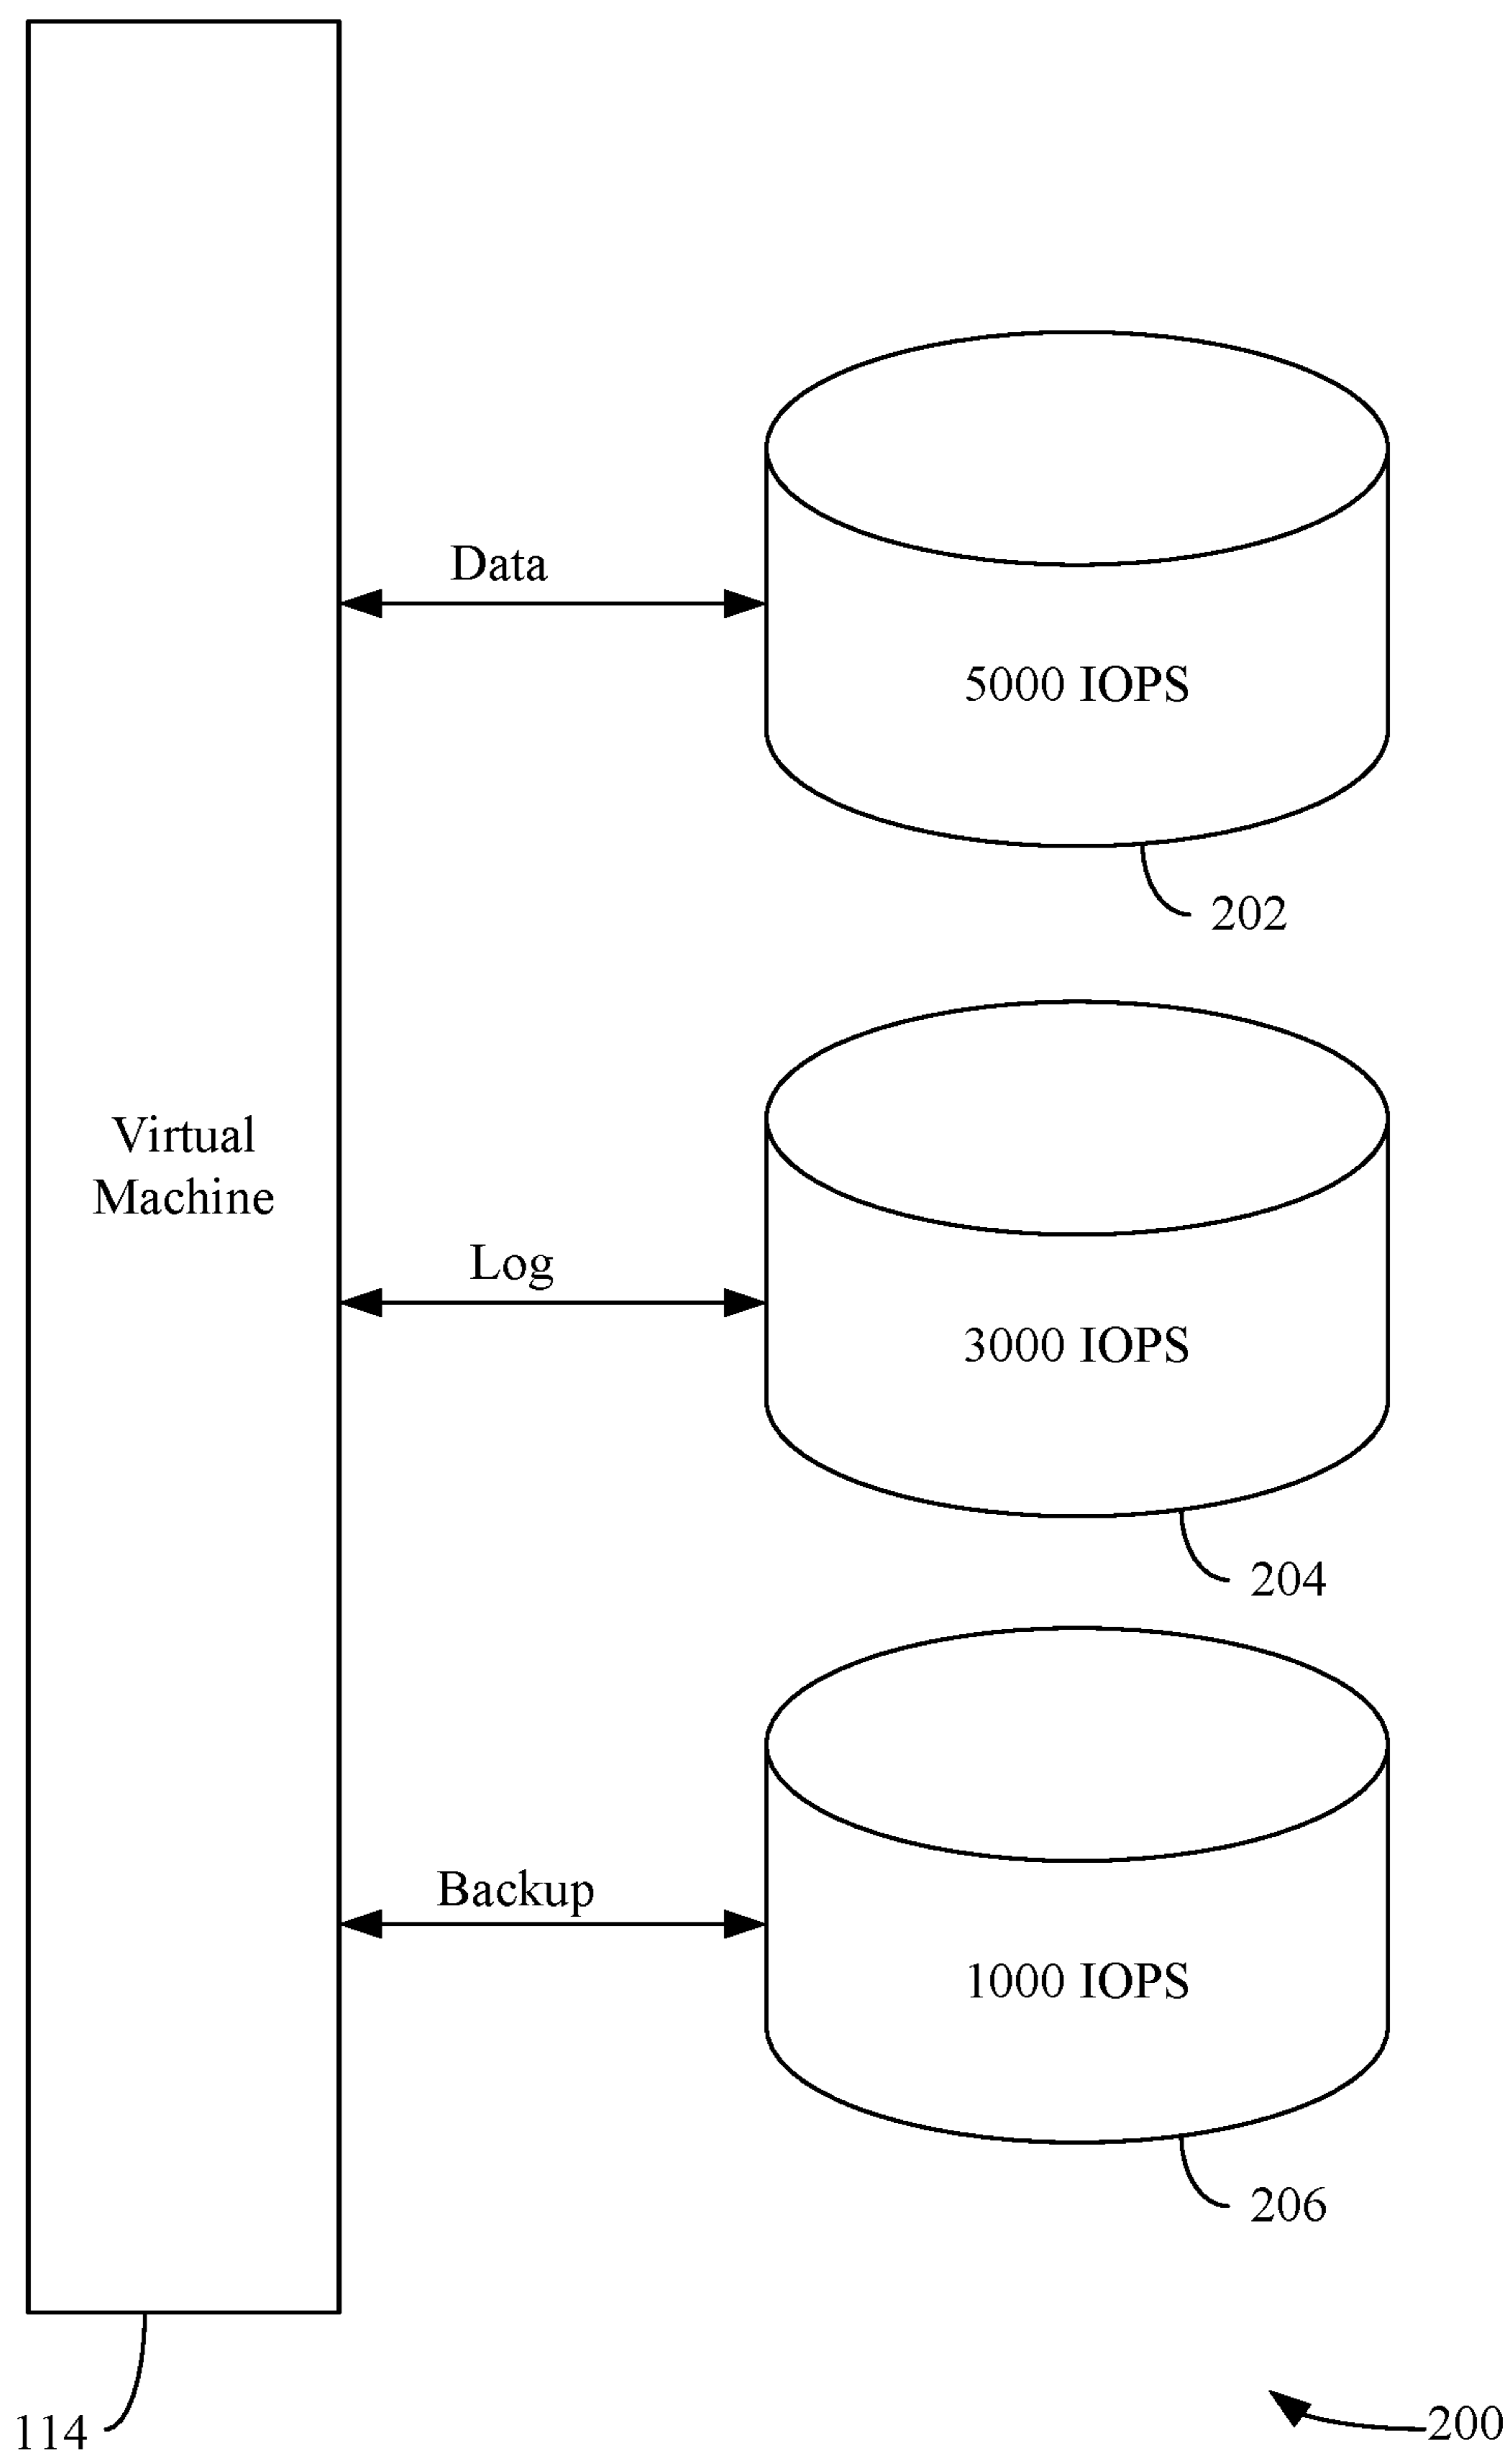 Data
5000 IOPS
202
Virtual
Machine
Log
3000 IOPS
204
Backup
1000 IOPS
206
114
200